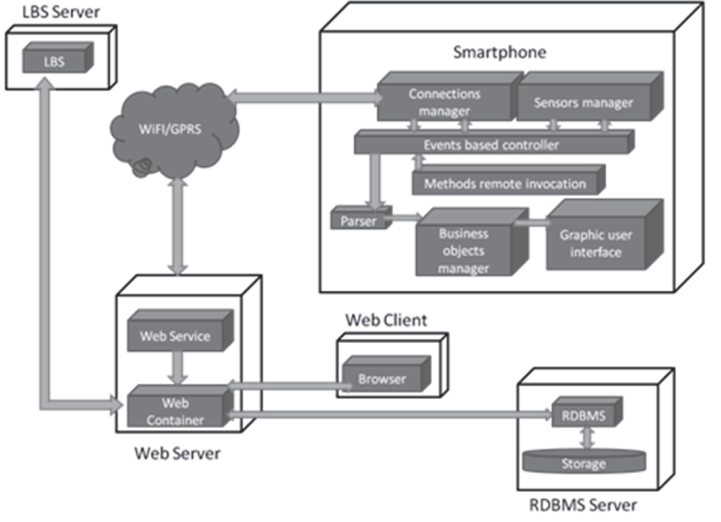 LBS Server
LBS
Smartphone
Connections
manager
Sensors manager
WiFI/GPRS
Events based controller
Methods remote invocation
Parser
Business
objects
manager
Graphic user
interface
Web Service
Web
Container
Web Server
Web Client
Browser
RDBMS
Storage
RDBMS Server